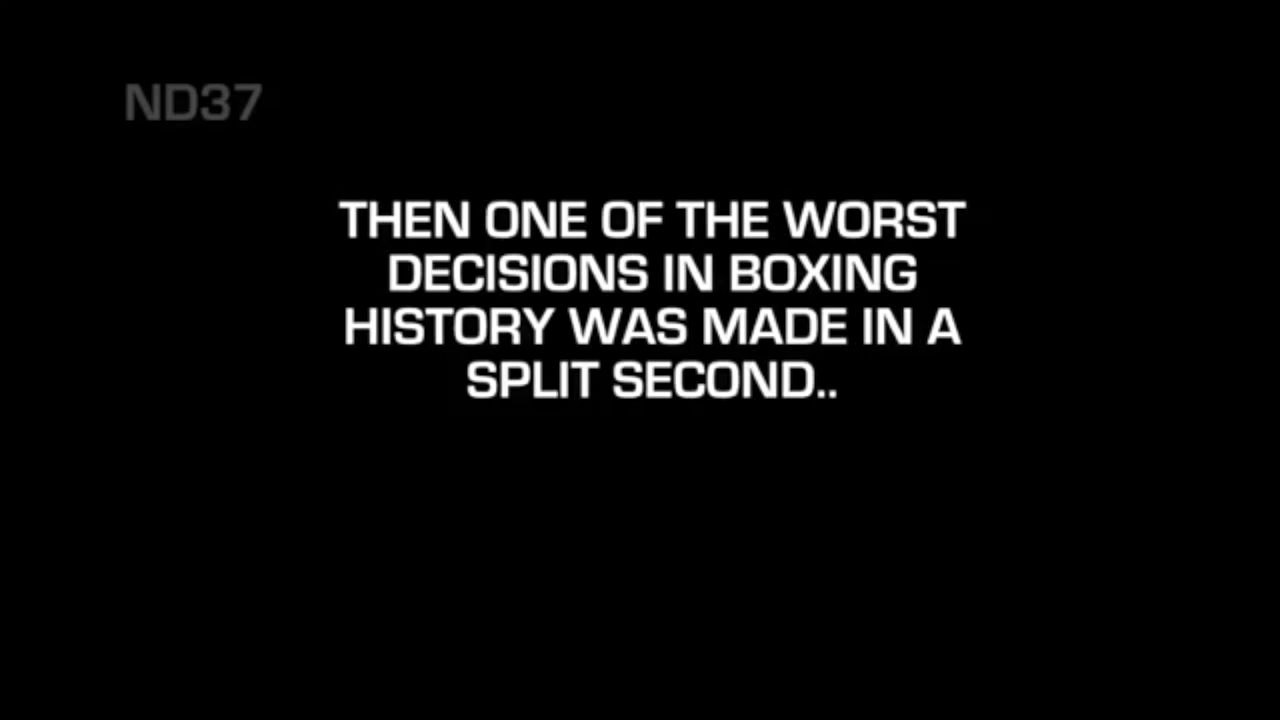 ND37
THEN ONE OF THE WORST
DECISIONS IN BOXING
HISTORY WAS MADE IN A
SPLIT SECOND..